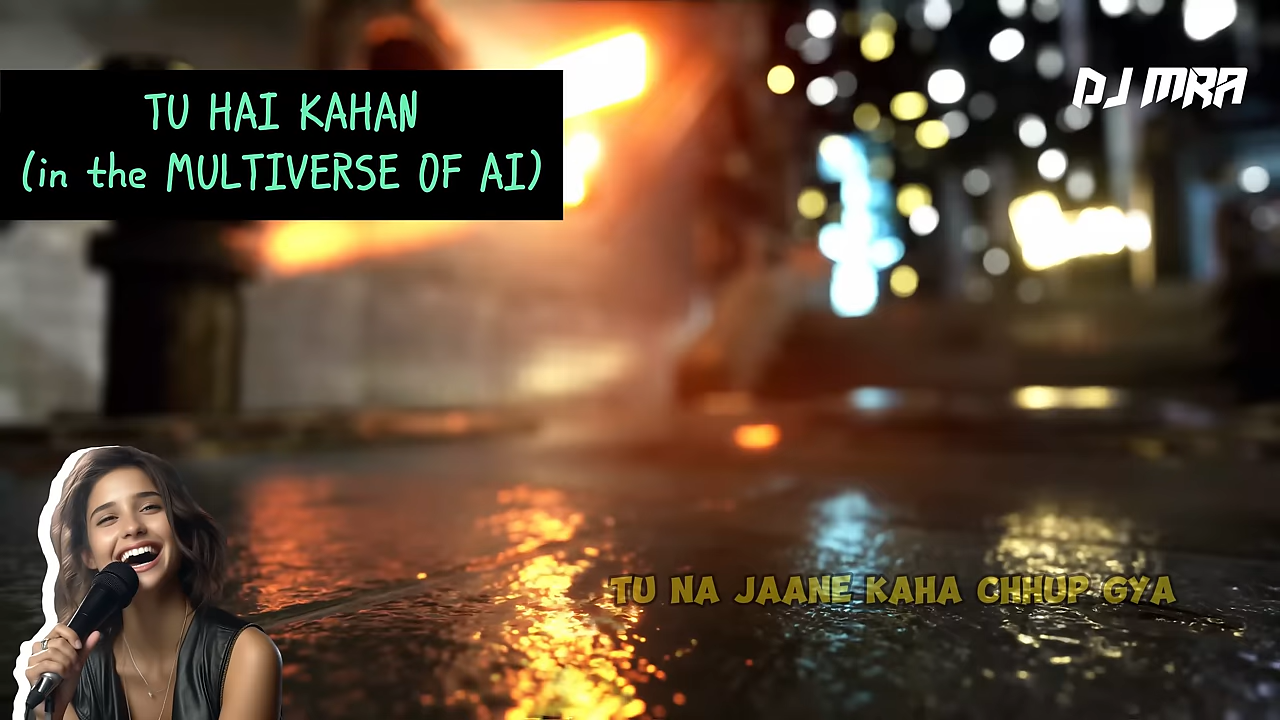 TU HAI KAHAN
(in the MULTIVERSE OF AI)
DJ MRA
TU NA JAANE KAHA CHHUP GYA